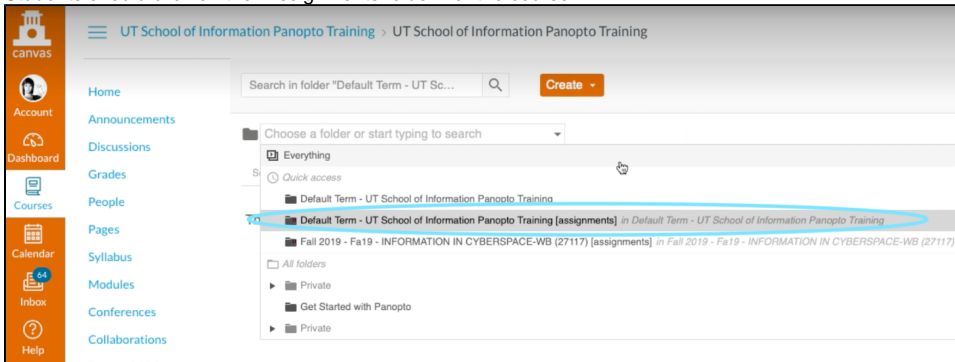 canvas
UT School of Information Panopto Training > UT School of Information Panopto Training
Search in folder "Default Term - UT Sc...
Create
Account
Dashboard
Courses
Calendar
64
Inbox
Help
Home
Announcements
Discussions
Grades
People
Pages
Syllabus
Modules
Conferences
Collaborations
Choose a folder or start typing to search
Everything
Quick access
Default Term - UT School of Information Panopto Training
Default Term - UT School of Information Panopto Training [assignments] in Default Term - UT School of Information Panopto Training
Fall 2019 - Fa19 - INFORMATION IN CYBERSPACE-WB (27117) [assignments] in Fall 2019 - Fa19 - INFORMATION IN CYBERSPACE-WB (27117)
All folders
Private
Get Started with Panopto
Private